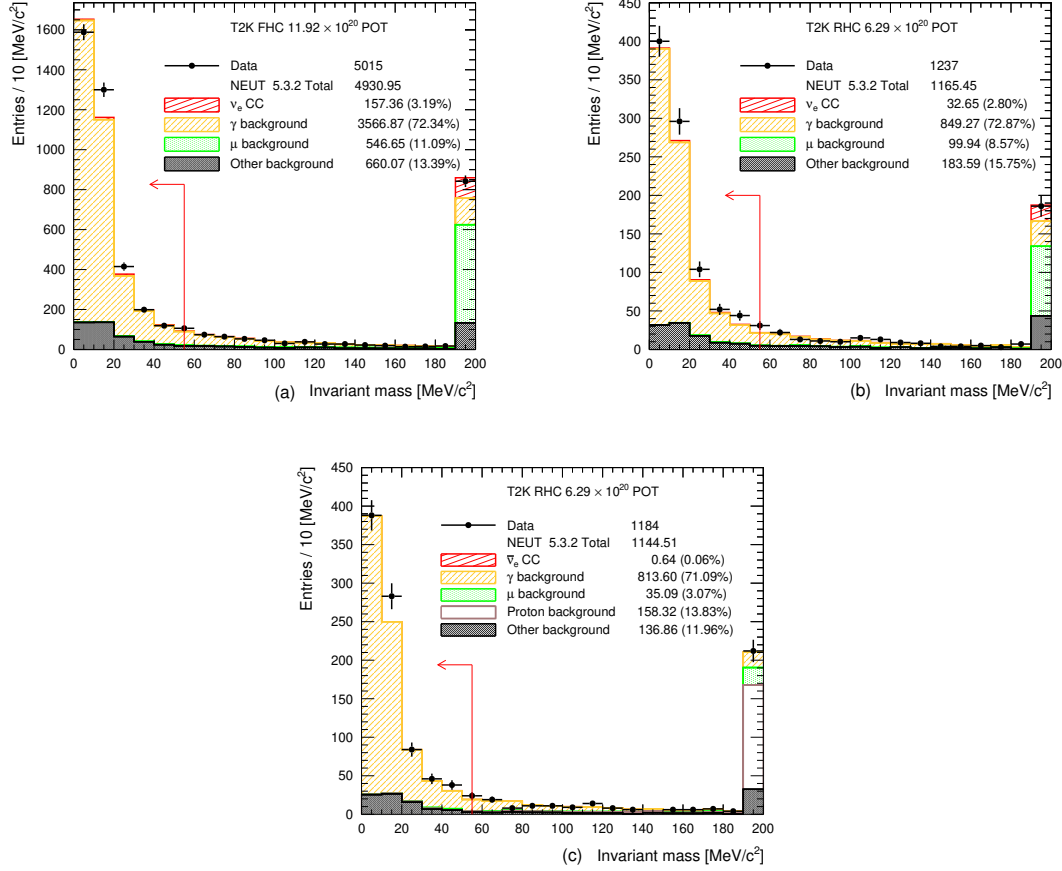 T2K FHC 11.92 × 10²⁰ POT
Data 5015
NEUT 5.3.2 Total 4930.95
νₑ CC 157.36 (3.19%)
γ background 3566.87 (72.34%)
μ background 546.65 (11.09%)
Other background 660.07 (13.39%)
Entries / 10 [MeV/c²]
1600
1400
1200
1000
800
600
400
200
0
0 20 40 60 80 100 120 140 160 180 200
(a) Invariant mass [MeV/c²]
T2K RHC 6.29 × 10²⁰ POT
Data 1237
NEUT 5.3.2 Total 1165.45
νₑ CC 32.65 (2.80%)
γ background 849.27 (72.87%)
μ background 99.94 (8.57%)
Other background 183.59 (15.75%)
Entries / 10 [MeV/c²]
450
400
350
300
250
200
150
100
50
0
0 20 40 60 80 100 120 140 160 180 200
(b) Invariant mass [MeV/c²]
T2K RHC 6.29 × 10²⁰ POT
Data 1184
NEUT 5.3.2 Total 1144.51
ν̅ₑ CC 0.64 (0.06%)
γ background 813.60 (71.09%)
μ background 35.09 (3.07%)
Proton background 158.32 (13.83%)
Other background 136.86 (11.96%)
Entries / 10 [MeV/c²]
450
400
350
300
250
200
150
100
50
0
0 20 40 60 80 100 120 140 160 180 200
(c) Invariant mass [MeV/c²]